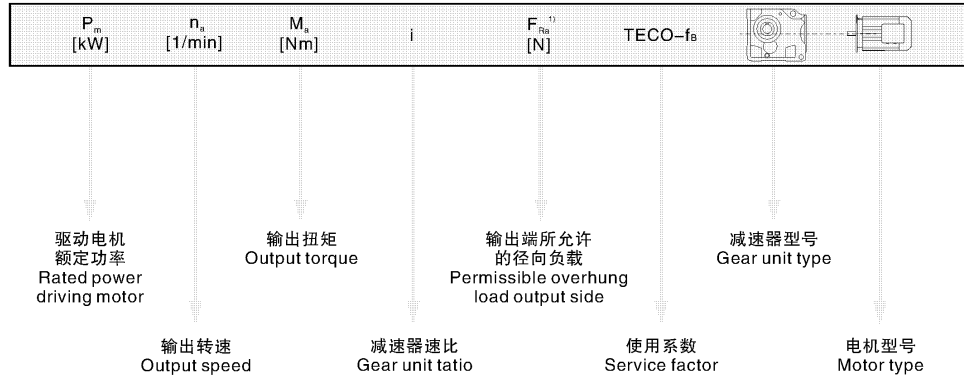 Pm
[kW]
na
[1/min]
Ma
[Nm]
i
FRa 1)
[N]
TECO-fB
驱动电机
额定功率
Rated power
driving motor
输出扭矩
Output torque
输出端所允许
的径向负载
Permissible overhung
load output side
减速器型号
Gear unit type
输出转速
Output speed
减速器速比
Gear unit tatio
使用系数
Service factor
电机型号
Motor type